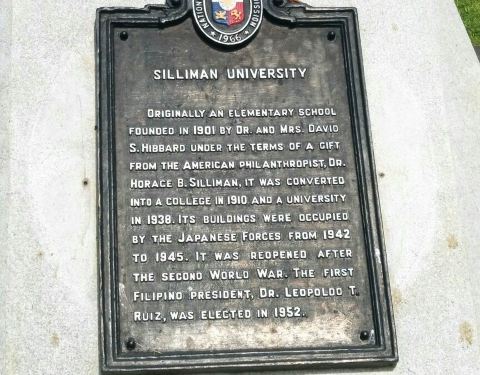 1966
SILLIMAN UNIVERSITY
ORIGINALLY AN ELEMENTARY SCHOOL
FOUNDED IN 1901 BY DR. AND MRS. DAVID
S. HIBBARD UNDER THE TERMS OF A GIFT
FROM THE AMERICAN PHILANTHROPIST, DR.
HORACE B. SILLIMAN, IT WAS CONVERTED
INTO A COLLEGE IN 1910 AND A UNIVERSITY
IN 1938. ITS BUILDINGS WERE OCCUPIED
BY THE JAPANESE FORCES FROM 1942
TO 1945. IT WAS REOPENED AFTER
THE SECOND WORLD WAR. THE FIRST
FILIPINO PRESIDENT, DR. LEOPOLDO T.
RUIZ, WAS ELECTED IN 1952.